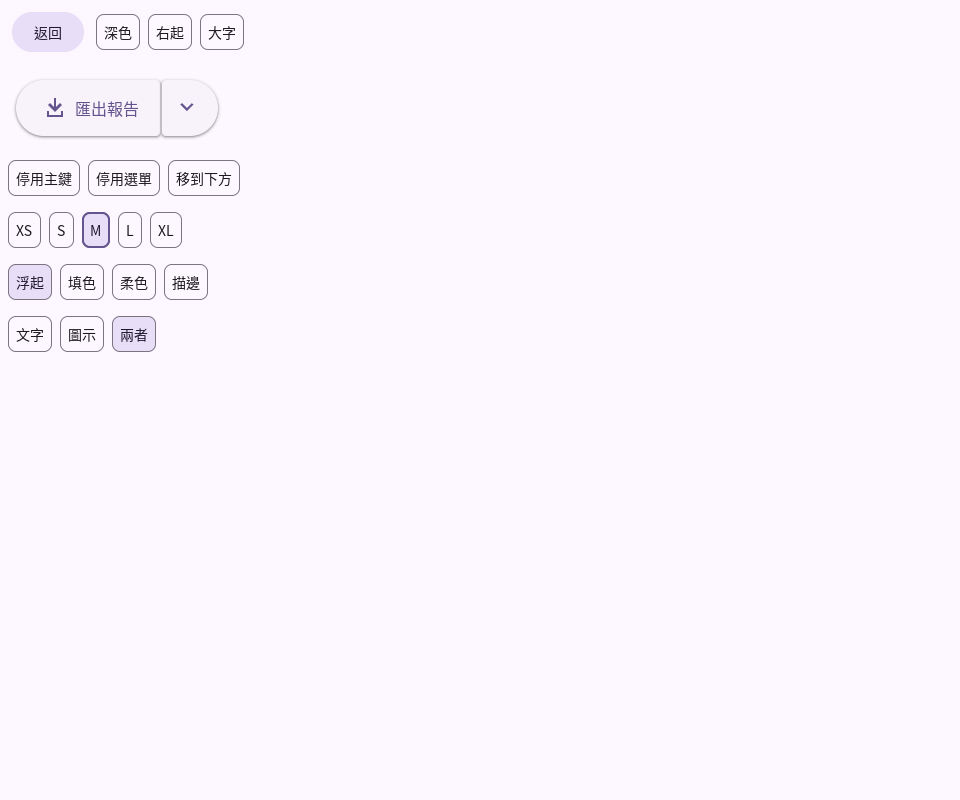 返回 深色 右起 大字
匯出報告
停用主鍵 停用選單 移到下方
XS S M L XL
浮起 填色 柔色 描邊
文字 圖示 兩者